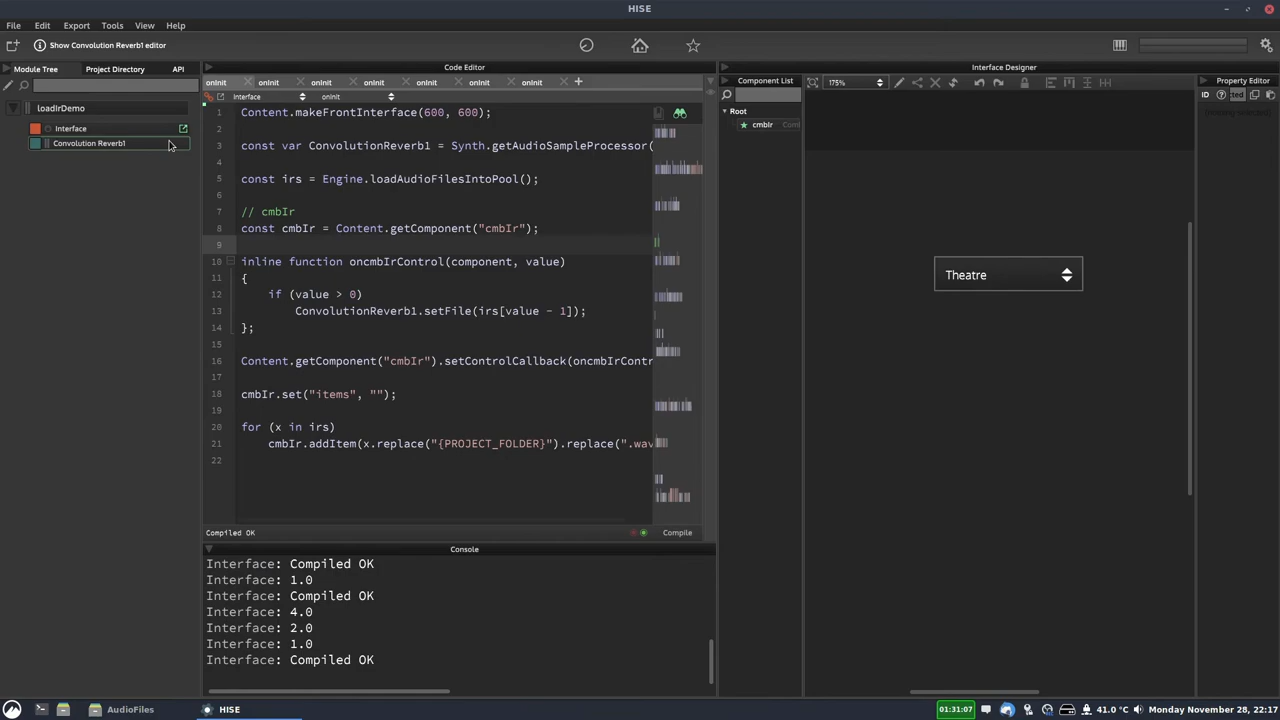 HISE
File Edit Export Tools View Help
Show Convolution Reverb1 editor
Module Tree Project Directory API
loadIrDemo
Interface
Convolution Reverb1
Code Editor
onInit onInit onInit onInit onInit onInit onInit
Interface onInit
1 Content.makeFrontInterface(600, 600);
2
3 const var ConvolutionReverb1 = Synth.getAudioSampleProcessor(
4
5 const irs = Engine.loadAudioFilesIntoPool();
6
7 // cmbIr
8 const cmbIr = Content.getComponent("cmbIr");
9
10 inline function oncmbIrControl(component, value)
11 {
12 if (value > 0)
13 ConvolutionReverb1.setFile(irs[value - 1]);
14 };
15
16 Content.getComponent("cmbIr").setControlCallback(oncmbIrContr
17
18 cmbIr.set("items", "");
19
20 for (x in irs)
21 cmbIr.addItem(x.replace("{PROJECT_FOLDER}").replace(".wav
22
Compiled OK
Compile
Console
Interface: Compiled OK
Interface: 1.0
Interface: Compiled OK
Interface: 4.0
Interface: 2.0
Interface: 1.0
Interface: Compiled OK
Component List
Root
cmbIr
Interface Designer
175%
Theatre
Property Editor
ID
AudioFiles
HISE
01:31:07
41.0 °C
Monday November 28, 22:17